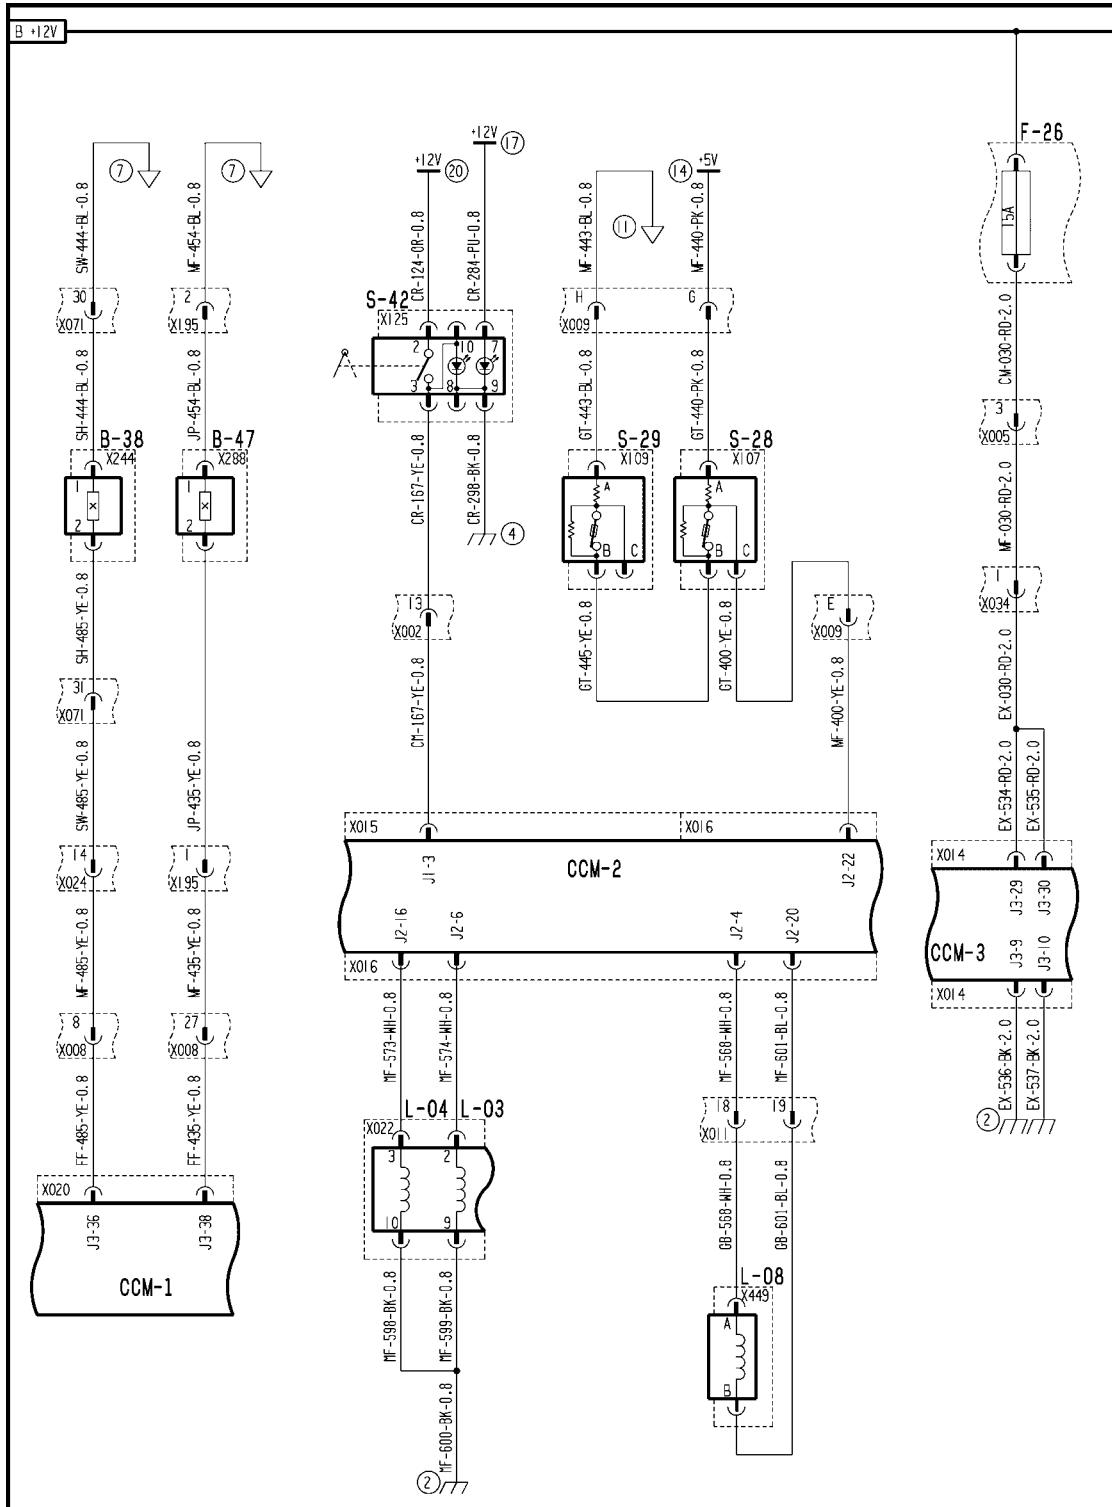 B +12V
F-26
15A
CM-030-RD-2.0
3
X005
MF-030-RD-2.0
1
X034
EX-030-RD-2.0
EX-534-RD-2.0
EX-535-RD-2.0
X014
J3-29
J3-30
CCM-3
J3-9
J3-10
X014
EX-536-BK-2.0
EX-537-BK-2.0
2
7
7
SW-444-BL-0.8
MF-454-BL-0.8
30
X071
2
X195
SH-444-BL-0.8
JP-454-BL-0.8
B-38
X244
1
2
B-47
X288
1
2
SH-485-YE-0.8
31
X071
SW-485-YE-0.8
JP-435-YE-0.8
14
X024
1
X195
MF-485-YE-0.8
MF-435-YE-0.8
8
X008
27
X008
FF-485-YE-0.8
FF-435-YE-0.8
X020
J3-36
J3-38
CCM-1
+12V
17
+12V
20
CR-124-OR-0.8
CR-284-PU-0.8
S-42
X125
2
10
7
3
8
9
CR-167-YE-0.8
CR-298-BK-0.8
4
13
X002
CM-167-YE-0.8
14
+5V
11
MF-443-BL-0.8
MF-440-PK-0.8
H
G
X009
GT-443-BL-0.8
GT-440-PK-0.8
S-29
X109
A
B
C
S-28
X107
A
B
C
GT-445-YE-0.8
GT-400-YE-0.8
E
X009
MF-400-YE-0.8
X015
X016
J1-3
CCM-2
J2-22
J2-16
J2-6
J2-4
J2-20
X016
MF-573-WH-0.8
MF-574-WH-0.8
MF-568-WH-0.8
MF-601-BL-0.8
L-04
L-03
X022
3
2
10
9
MF-598-BK-0.8
MF-599-BK-0.8
MF-600-BK-0.8
2
18
19
X011
GB-568-WH-0.8
GB-601-BL-0.8
L-08
X449
A
B